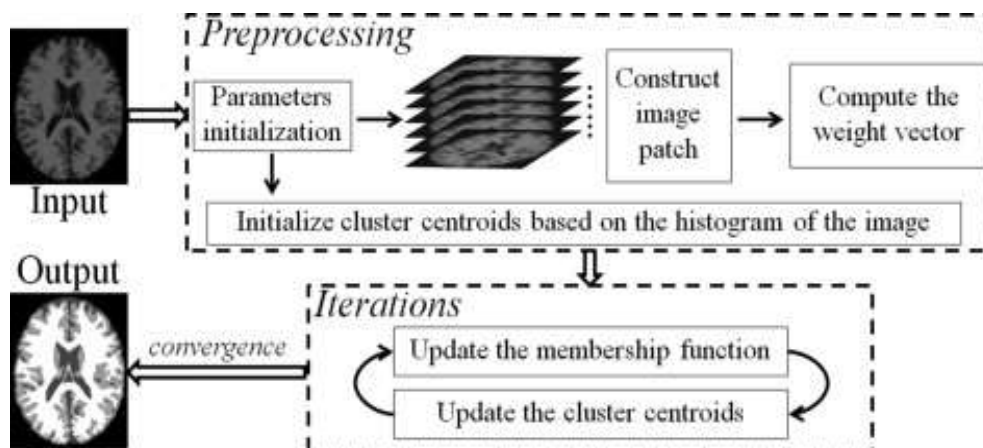 Preprocessing
Parameters
initialization
Construct
image
patch
Compute the
weight vector
Input
Initialize cluster centroids based on the histogram of the image
Output
Iterations
convergence
Update the membership function
Update the cluster centroids